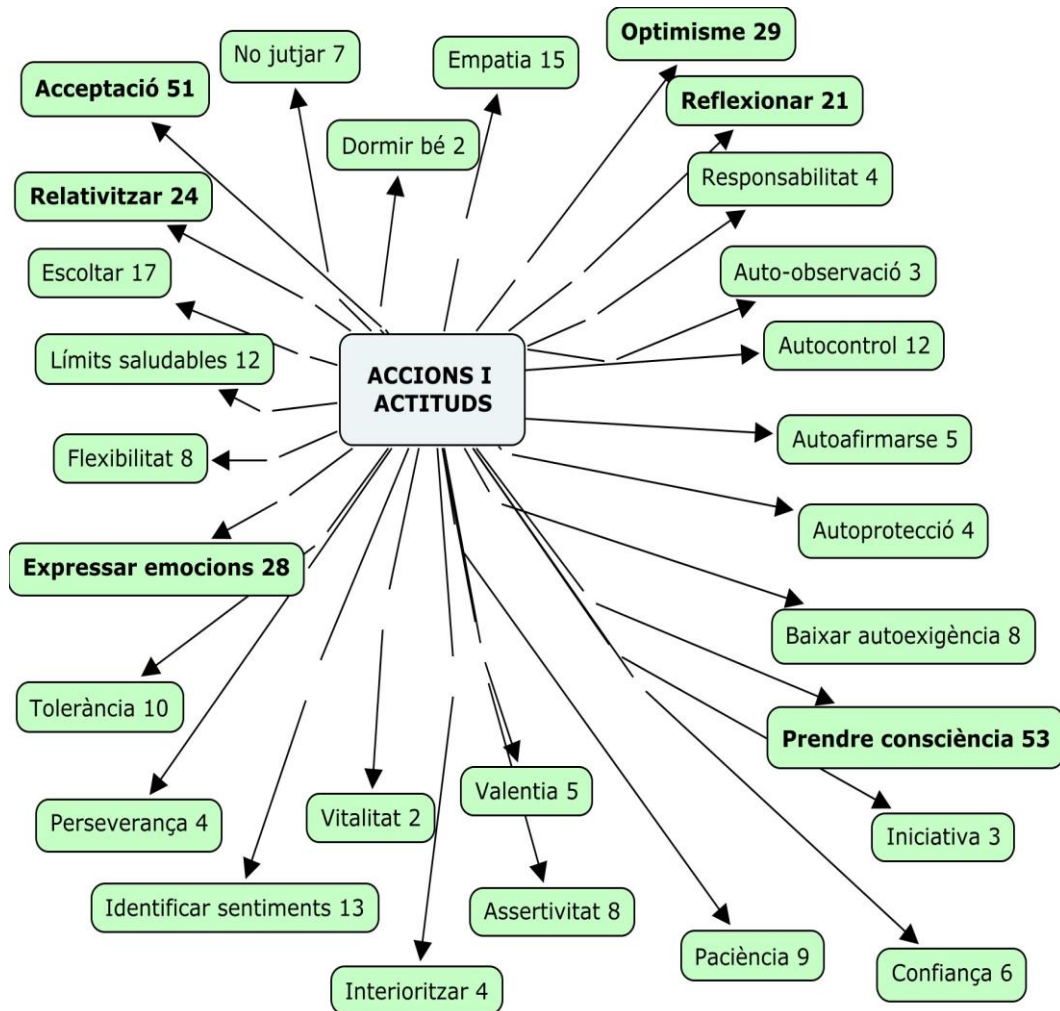 Optimisme 29
No jutjar 7
Empatia 15
Acceptació 51
Reflexionar 21
Dormir bé 2
Responsabilitat 4
Relativitzar 24
Escoltar 17
Auto-observació 3
Límits saludables 12
Autocontrol 12
ACCIONS I
ACTITUDS
Flexibilitat 8
Autoafirmarse 5
Autoprotecció 4
Expressar emocions 28
Baixar autoexigència 8
Tolerància 10
Prendre consciència 53
Valentia 5
Perseverança 4
Vitalitat 2
Iniciativa 3
Identificar sentiments 13
Assertivitat 8
Paciència 9
Confiança 6
Interioritzar 4